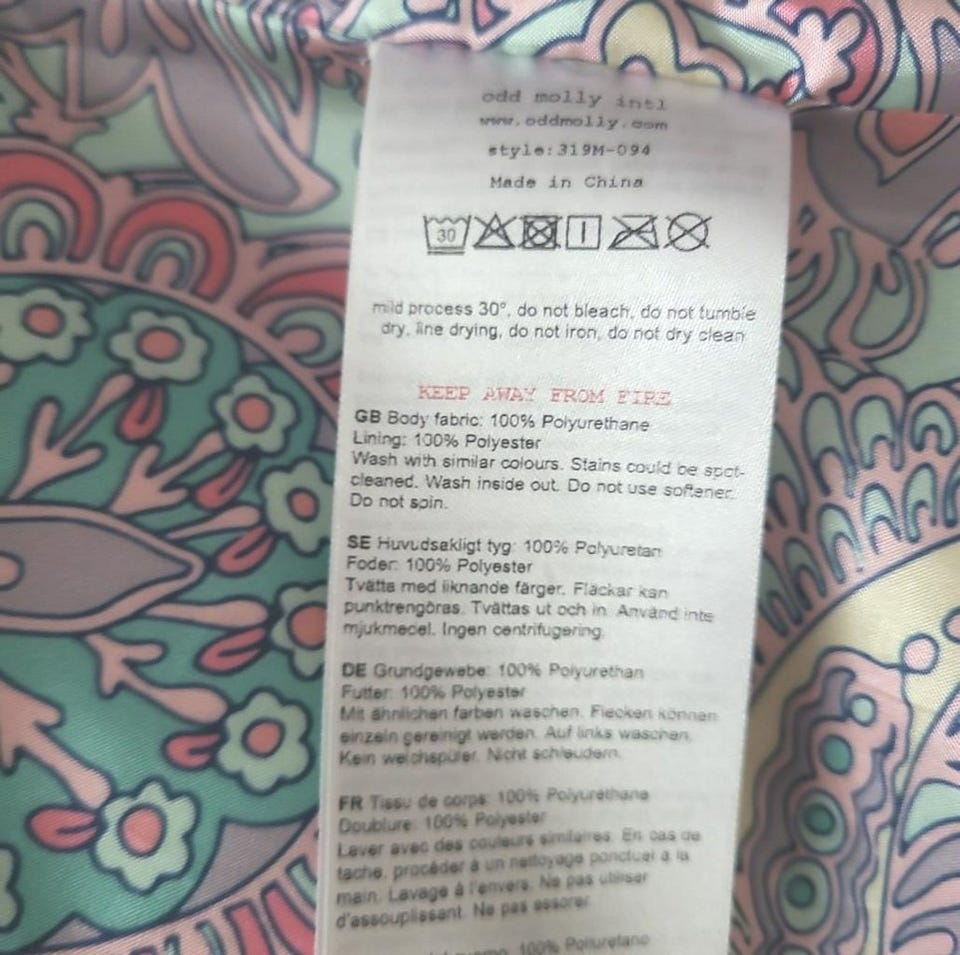 odd molly intl
www.oddmolly.com
style:319M-094
Made in China
30
mild process 30°, do not bleach, do not tumble
dry, line drying, do not iron, do not dry clean
KEEP AWAY FROM FIRE
GB Body fabric: 100% Polyurethane
Lining: 100% Polyester
Wash with similar colours. Stains could be spot-
cleaned. Wash inside out. Do not use softener.
Do not spin.
SE Huvudsakligt tyg: 100% Polyuretan
Foder: 100% Polyester
Tvätta med liknande färger. Fläckar kan
punktrengöras. Tvättas ut och in. Använd inte
mjukmedel. Ingen centrifugering.
DE Grundgewebe: 100% Polyurethan
Futter: 100% Polyester
Mit ähnlichen farben waschen. Flecken können
einzeln gereinigt werden. Auf links waschen.
Kein weichspüler. Nicht schleudern.
FR Tissu de corps: 100% Polyuréthane
Doublure: 100% Polyester
Laver avec des couleurs similaires. En cas de
tache, procéder à un nettoyage ponctuel à la
main. Lavage à l'envers. Ne pas utiliser
d'assouplissant. Ne pas essorer
100% Poliuretano